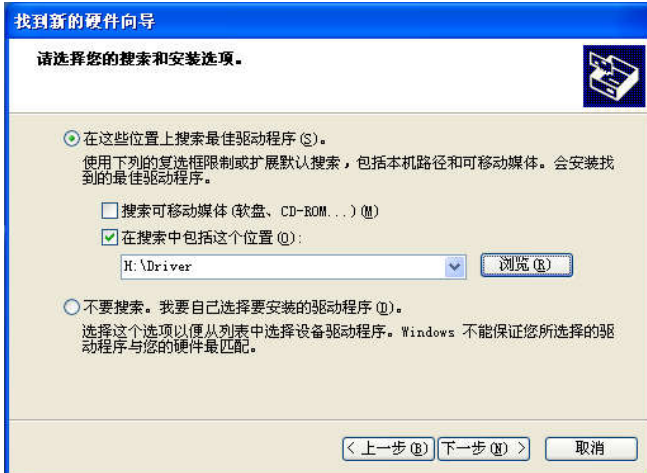 找到新的硬件向导
请选择您的搜索和安装选项。
在这些位置上搜索最佳驱动程序(S)。
使用下列的复选框限制或扩展默认搜索，包括本机路径和可移动媒体。会安装找
到的最佳驱动程序。
搜索可移动媒体(软盘、CD-ROM...)(M)
在搜索中包括这个位置(O):
H:\Driver
浏览(R)
不要搜索。我要自己选择要安装的驱动程序(D)。
选择这个选项以便从列表中选择设备驱动程序。Windows 不能保证您所选择的驱
动程序与您的硬件最匹配。
< 上一步(B) 下一步(N) > 取消